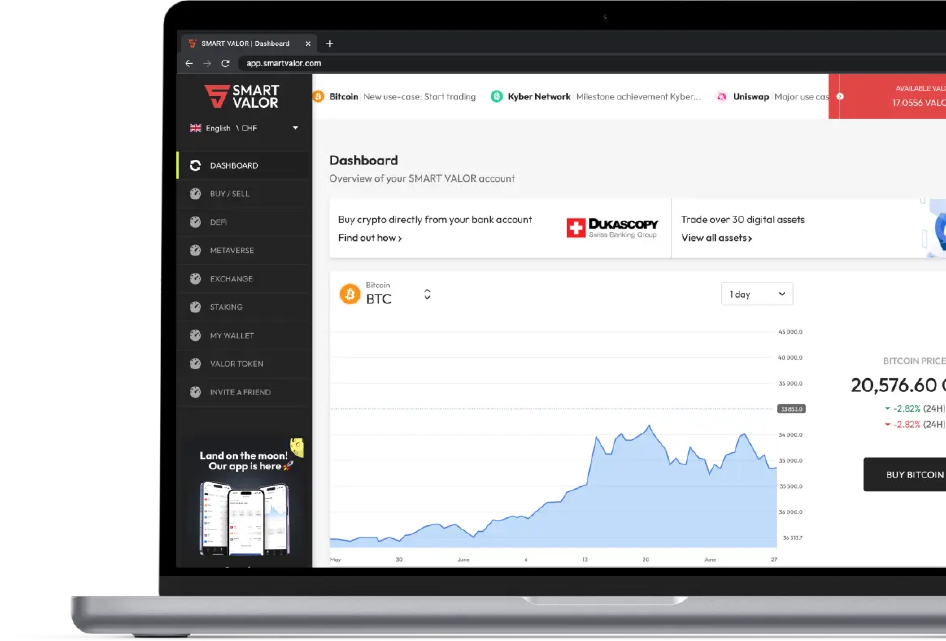 SMART VALOR | Dashboard
app.smartvalor.com
SMART
VALOR
English \ CHF
Bitcoin New use-case: Start trading
Kyber Network Milestone achievement Kyber...
Uniswap Major use cas
AVAILABLE VAL
17.0556 VALO
DASHBOARD
BUY / SELL
DEFI
METAVERSE
EXCHANGE
STAKING
MY WALLET
VALOR TOKEN
INVITE A FRIEND
Land on the moon!
Our app is here
Dashboard
Overview of your SMART VALOR account
Buy crypto directly from your bank account
Find out how ›
DUKASCOPY
Swiss Banking Group
Trade over 30 digital assets
View all assets ›
Bitcoin
BTC
1 day
45 000.0
40 000.0
35 000.0
33 853.0
34 000.0
35 000.0
35 500.0
36 000.0
36 313.7
May 30 June 6 13 20 June 27
BITCOIN PRICE
20,576.60
-2.82% (24H)
-2.82% (24H)
BUY BITCOIN